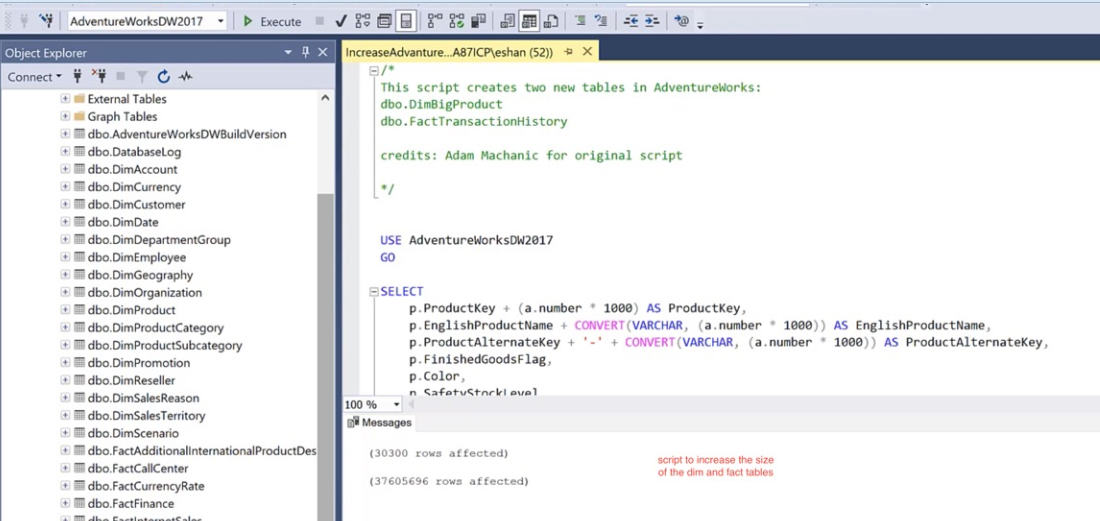 AdventureWorksDW2017
Execute
Object Explorer
Connect
External Tables
Graph Tables
dbo.AdventureWorksDWBuildVersion
dbo.DatabaseLog
dbo.DimAccount
dbo.DimCurrency
dbo.DimCustomer
dbo.DimDate
dbo.DimDepartmentGroup
dbo.DimEmployee
dbo.DimGeography
dbo.DimOrganization
dbo.DimProduct
dbo.DimProductCategory
dbo.DimProductSubcategory
dbo.DimPromotion
dbo.DimReseller
dbo.DimSalesReason
dbo.DimSalesTerritory
dbo.DimScenario
dbo.FactAdditionalInternationalProductDes
dbo.FactCallCenter
dbo.FactCurrencyRate
dbo.FactFinance
dbo.FactInternetSales
IncreaseAdvanture...A87ICP\eshan (52))
/*
This script creates two new tables in AdventureWorks:
dbo.DimBigProduct
dbo.FactTransactionHistory
credits: Adam Machanic for original script
*/
USE AdventureWorksDW2017
GO
SELECT
p.ProductKey + (a.number * 1000) AS ProductKey,
p.EnglishProductName + CONVERT(VARCHAR, (a.number * 1000)) AS EnglishProductName,
p.ProductAlternateKey + '-' + CONVERT(VARCHAR, (a.number * 1000)) AS ProductAlternateKey,
p.FinishedGoodsFlag,
p.Color,
p.SafetyStockLevel
100 %
Messages
(30300 rows affected)
(37605696 rows affected)
script to increase the size
of the dim and fact tables